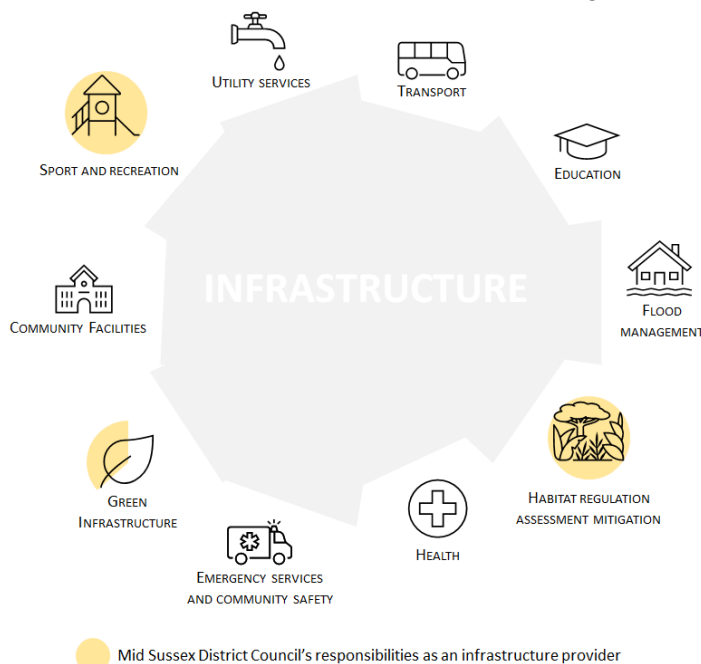 UTILITY SERVICES
TRANSPORT
SPORT AND RECREATION
EDUCATION
INFRASTRUCTURE
COMMUNITY FACILITIES
FLOOD
MANAGEMENT
GREEN
INFRASTRUCTURE
HABITAT REGULATION
ASSESSMENT MITIGATION
HEALTH
EMERGENCY SERVICES
AND COMMUNITY SAFETY
Mid Sussex District Council's responsibilities as an infrastructure provider